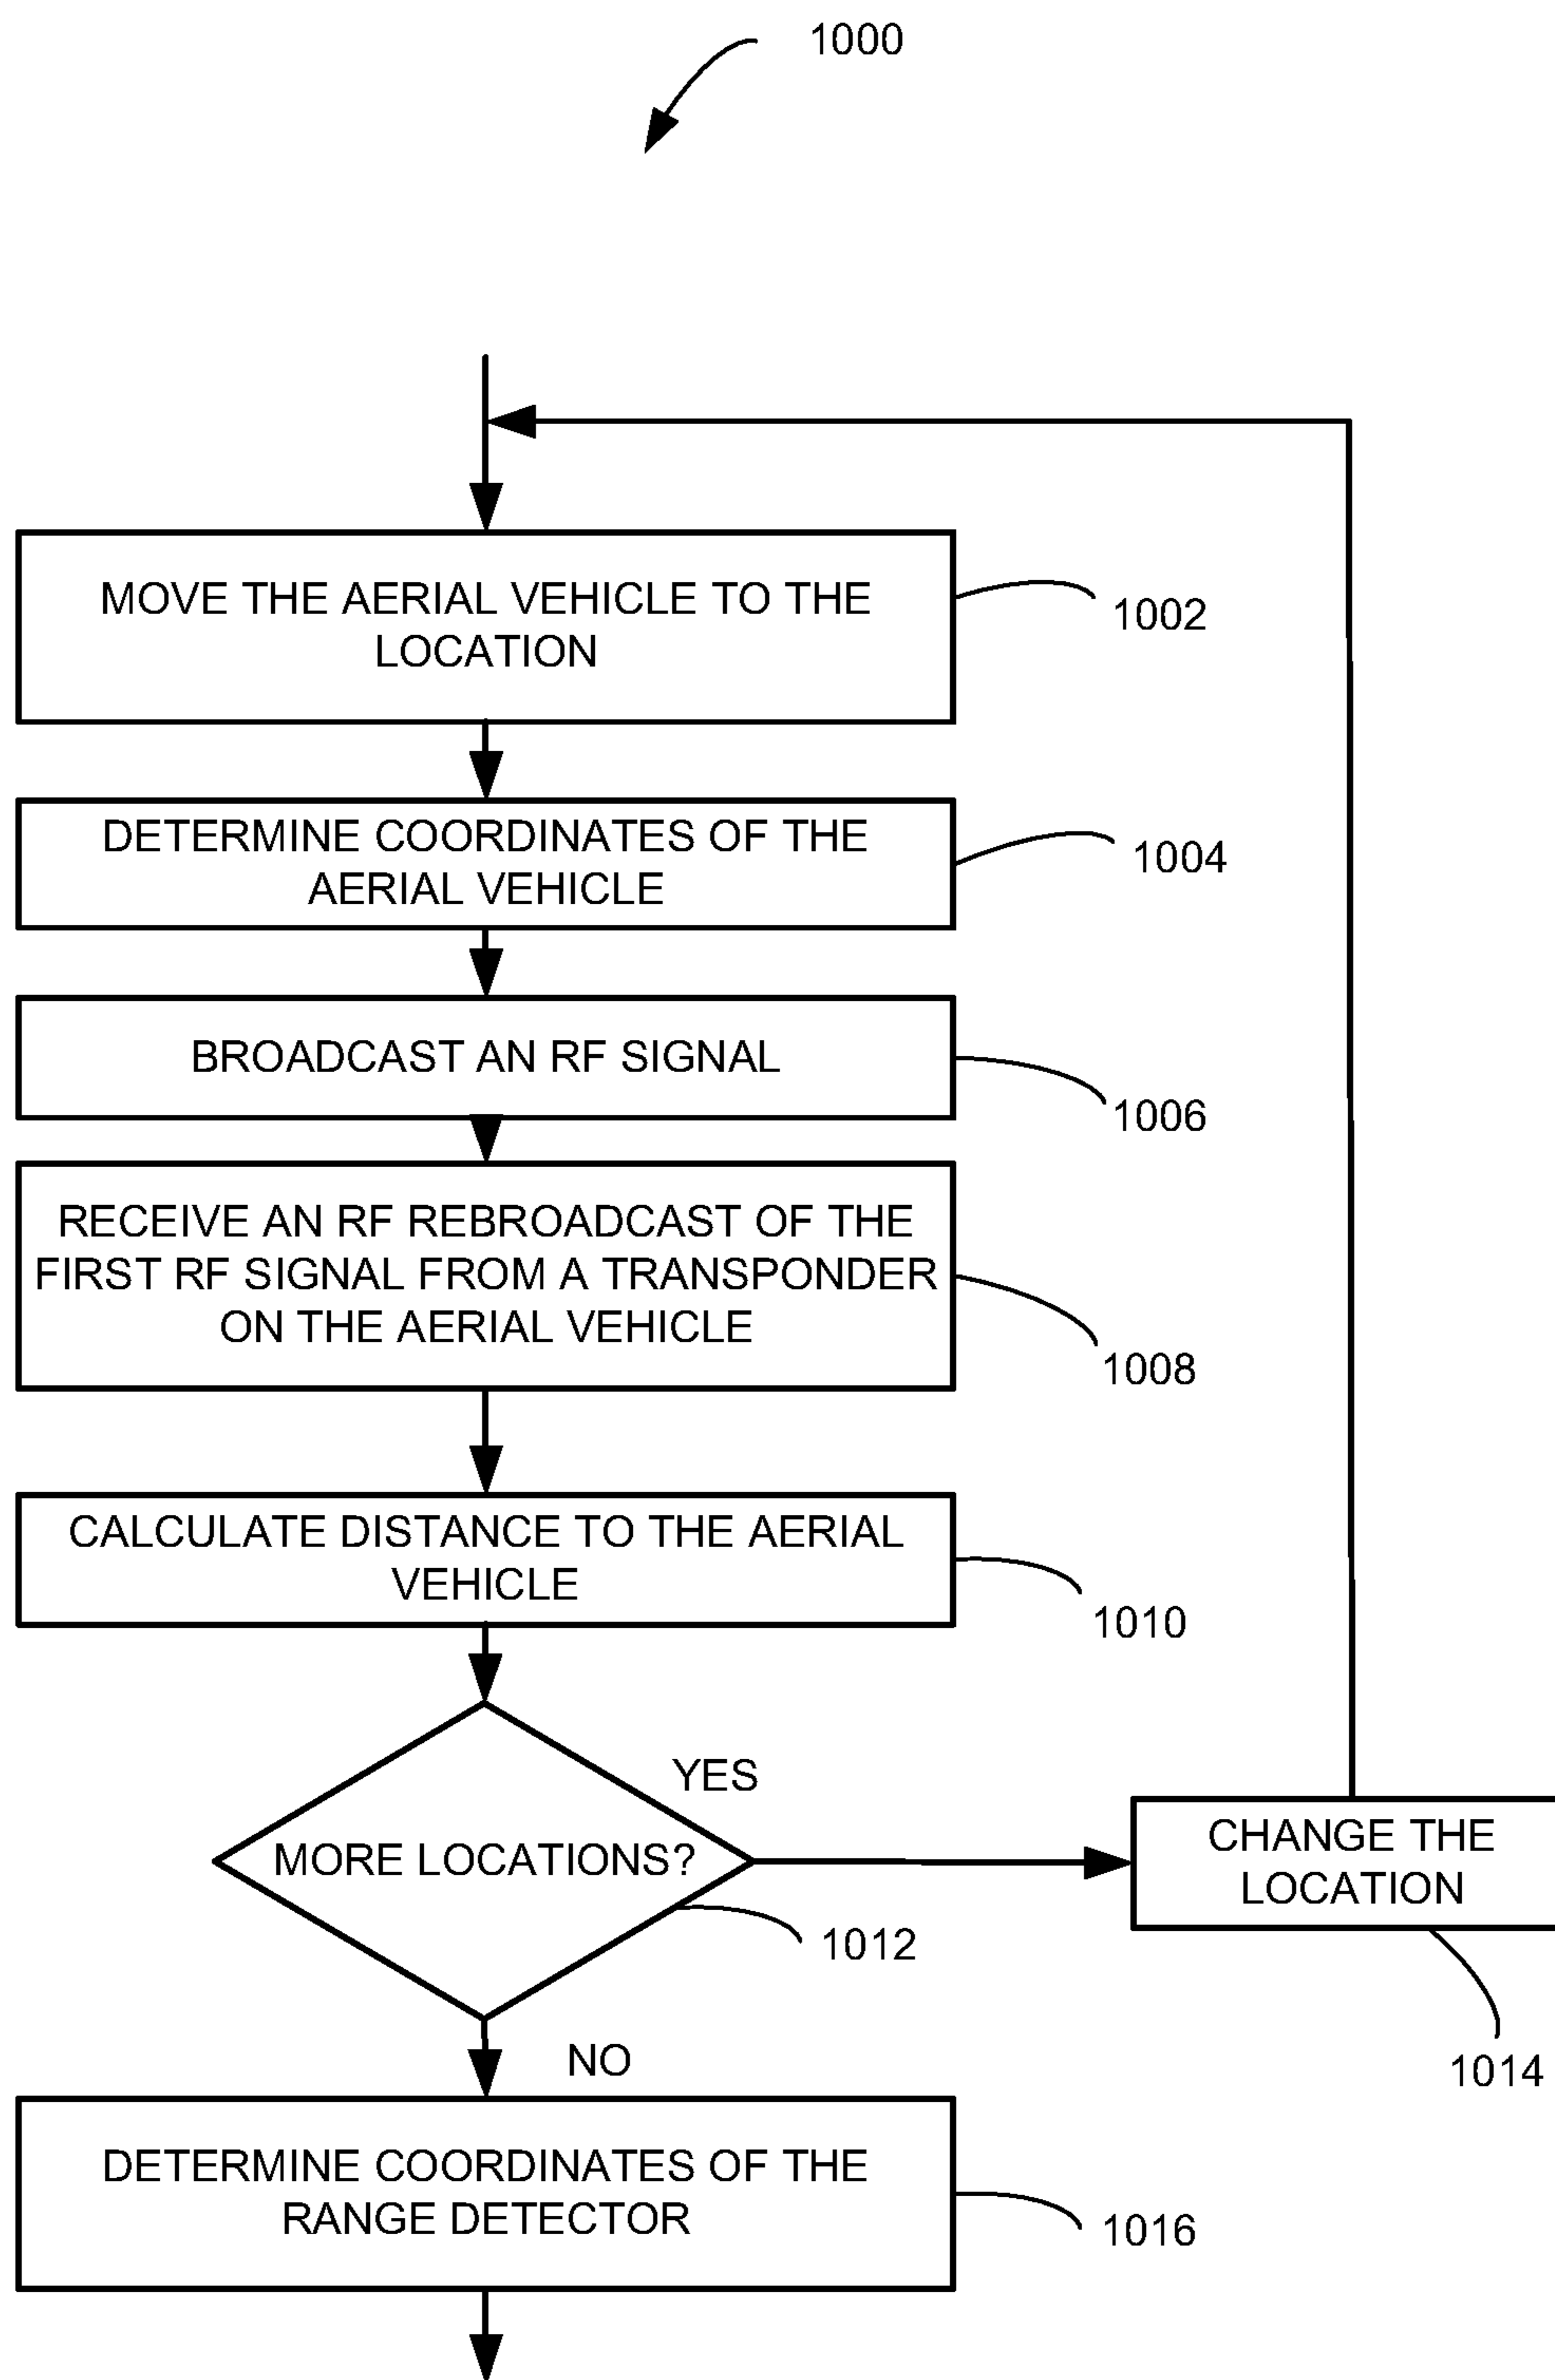 1000
MOVE THE AERIAL VEHICLE TO THE
LOCATION
1002
DETERMINE COORDINATES OF THE
AERIAL VEHICLE
1004
BROADCAST AN RF SIGNAL
1006
RECEIVE AN RF REBROADCAST OF THE
FIRST RF SIGNAL FROM A TRANSPONDER
ON THE AERIAL VEHICLE
1008
CALCULATE DISTANCE TO THE AERIAL
VEHICLE
1010
YES
MORE LOCATIONS?
1012
CHANGE THE
LOCATION
1014
NO
DETERMINE COORDINATES OF THE
RANGE DETECTOR
1016